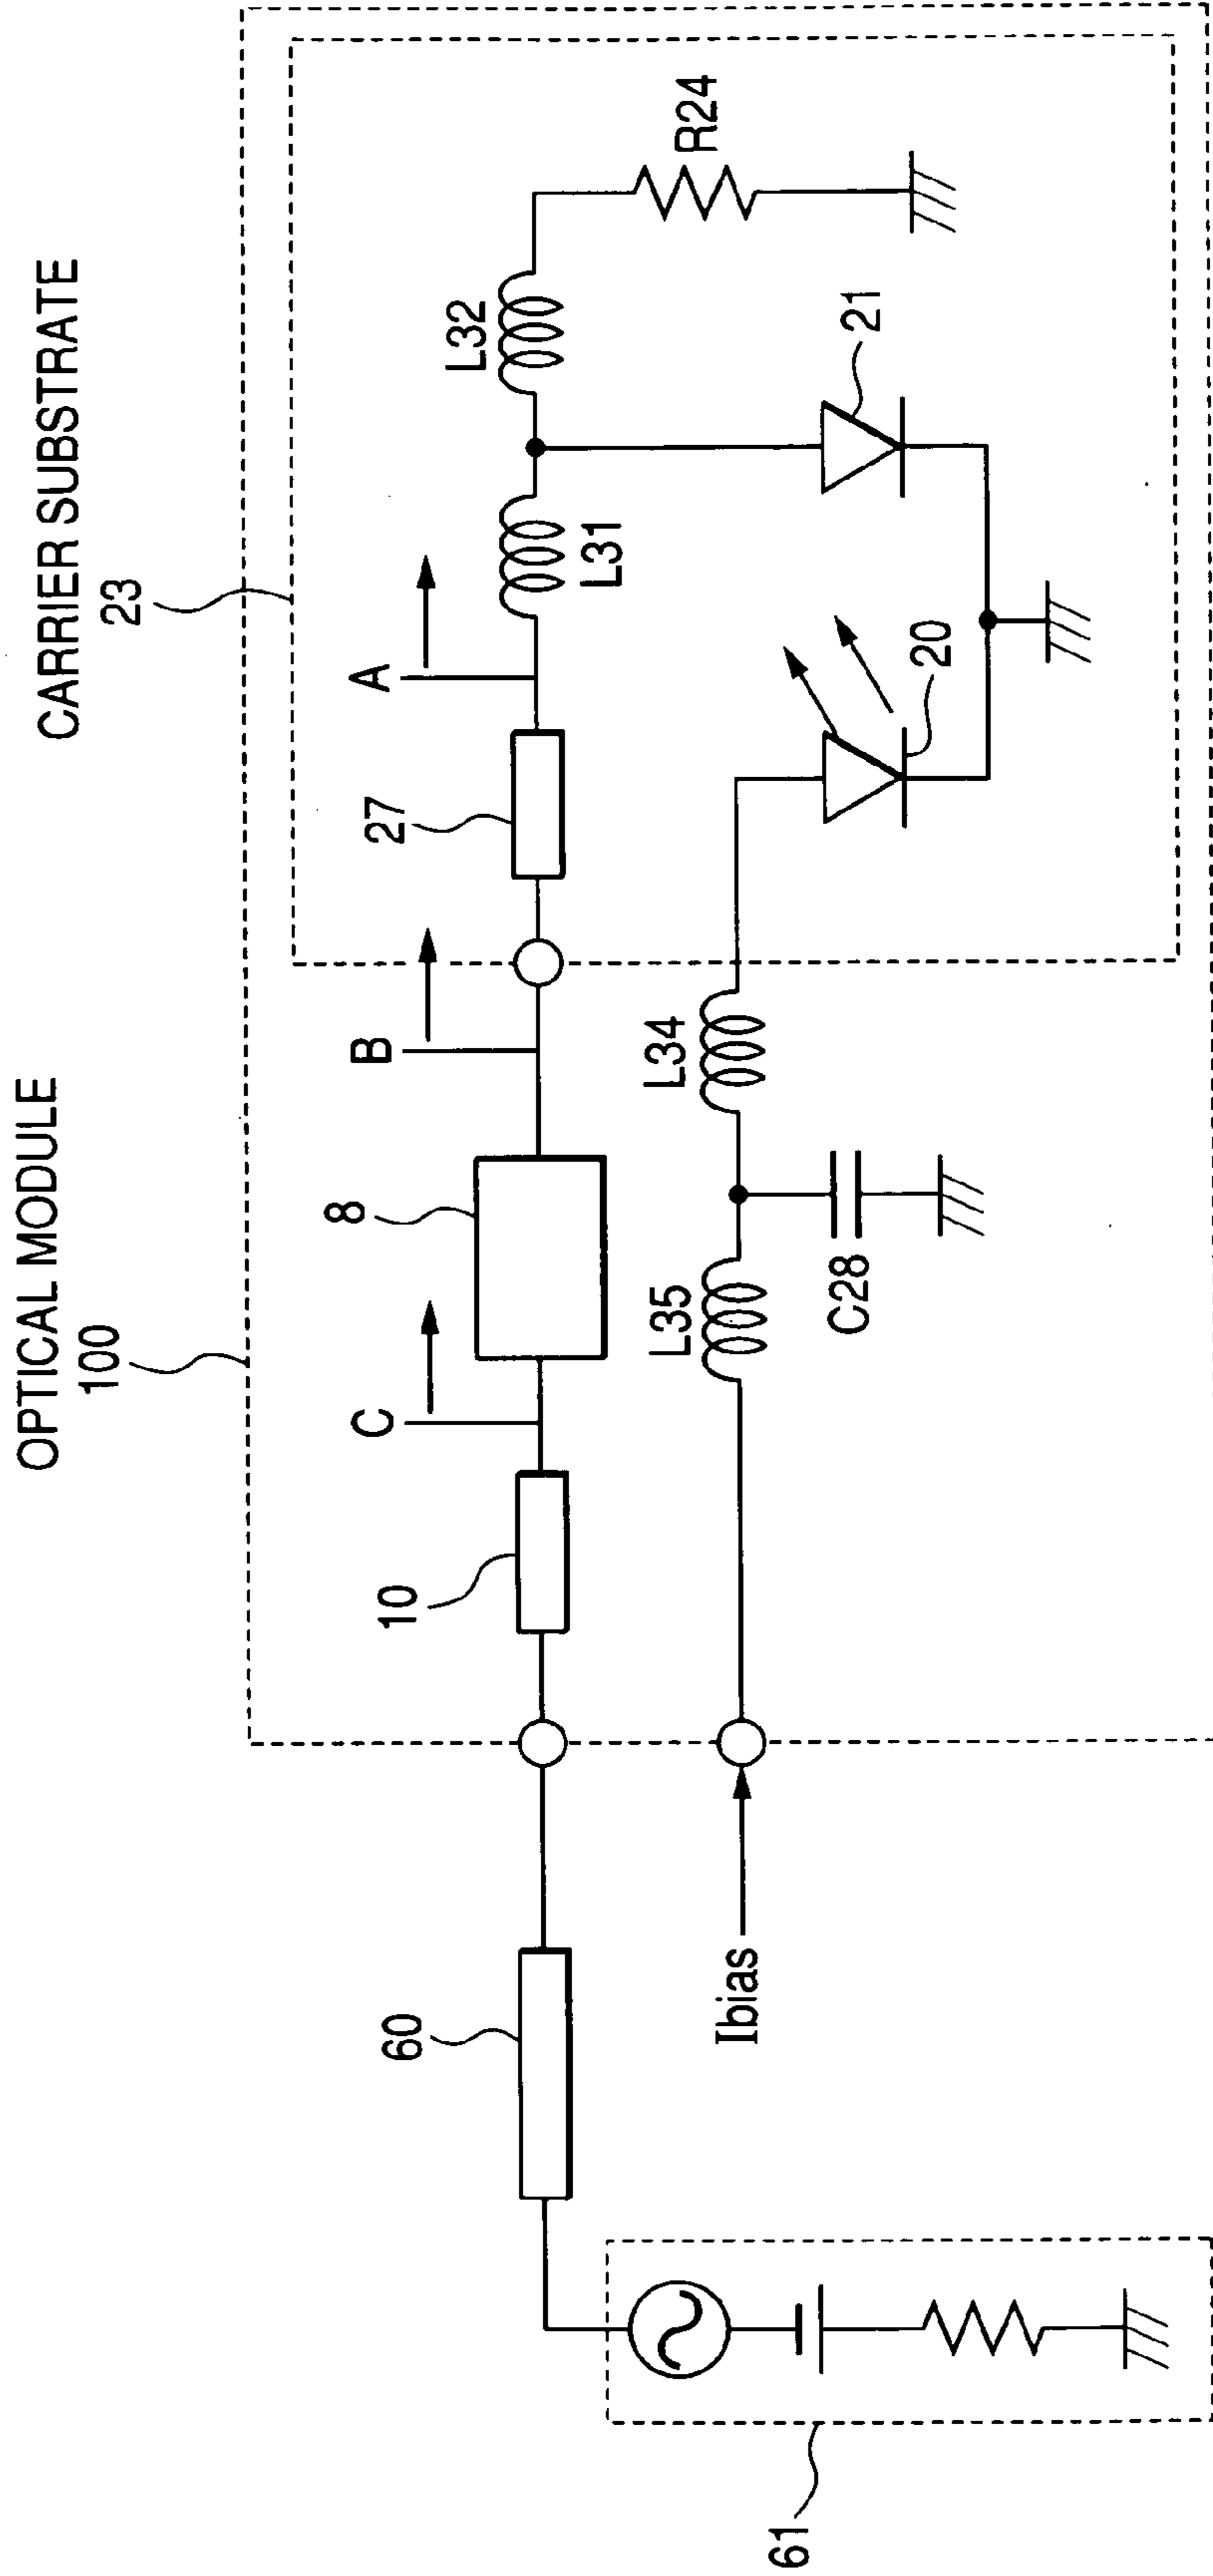 OPTICAL MODULE
100
CARRIER SUBSTRATE
23
61
60
10
C
8
B
27
A
L31
L32
R24
Ibias
L35
C28
L34
20
21